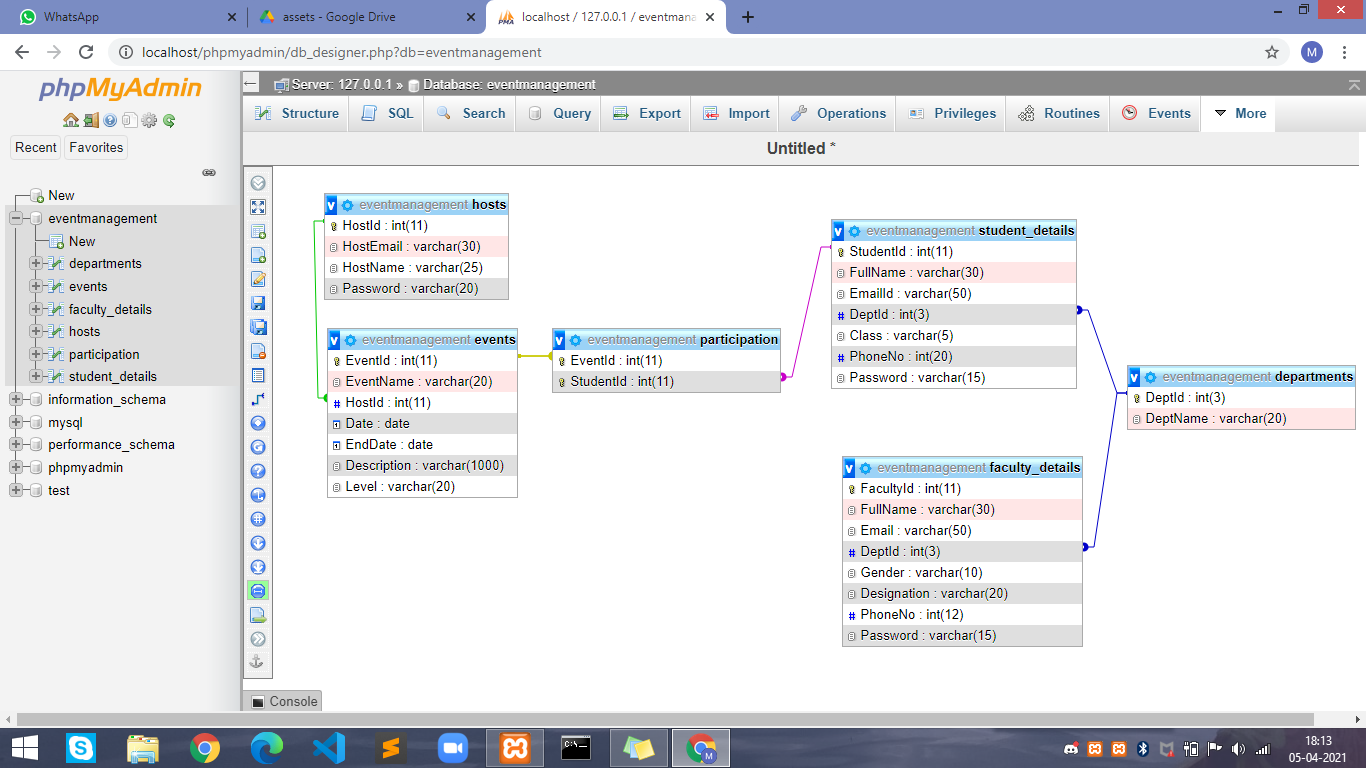 WhatsApp
assets - Google Drive
localhost / 127.0.0.1 / eventmana
localhost/phpmyadmin/db_designer.php?db=eventmanagement
M
phpMyAdmin
Recent
Favorites
New
eventmanagement
New
departments
events
faculty_details
hosts
participation
student_details
information_schema
mysql
performance_schema
phpmyadmin
test
Server: 127.0.0.1 » Database: eventmanagement
Structure SQL Search Query Export Import Operations Privileges Routines Events More
Untitled *
eventmanagement hosts
HostId : int(11)
HostEmail : varchar(30)
HostName : varchar(25)
Password : varchar(20)
eventmanagement events
EventId : int(11)
EventName : varchar(20)
HostId : int(11)
Date : date
EndDate : date
Description : varchar(1000)
Level : varchar(20)
eventmanagement participation
EventId : int(11)
StudentId : int(11)
eventmanagement student_details
StudentId : int(11)
FullName : varchar(30)
EmailId : varchar(50)
DeptId : int(3)
Class : varchar(5)
PhoneNo : int(20)
Password : varchar(15)
eventmanagement departments
DeptId : int(3)
DeptName : varchar(20)
eventmanagement faculty_details
FacultyId : int(11)
FullName : varchar(30)
Email : varchar(50)
DeptId : int(3)
Gender : varchar(10)
Designation : varchar(20)
PhoneNo : int(12)
Password : varchar(15)
Console
18:13
05-04-2021